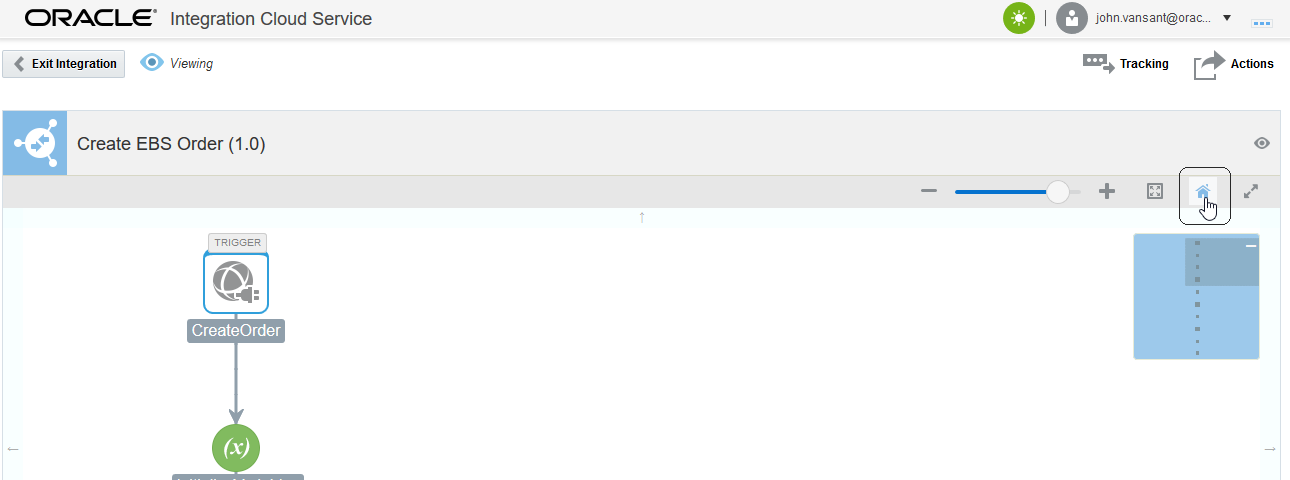 ORACLE® Integration Cloud Service
john.vansant@orac...
Exit Integration
Viewing
Tracking
Actions
Create EBS Order (1.0)
TRIGGER
CreateOrder
(x)